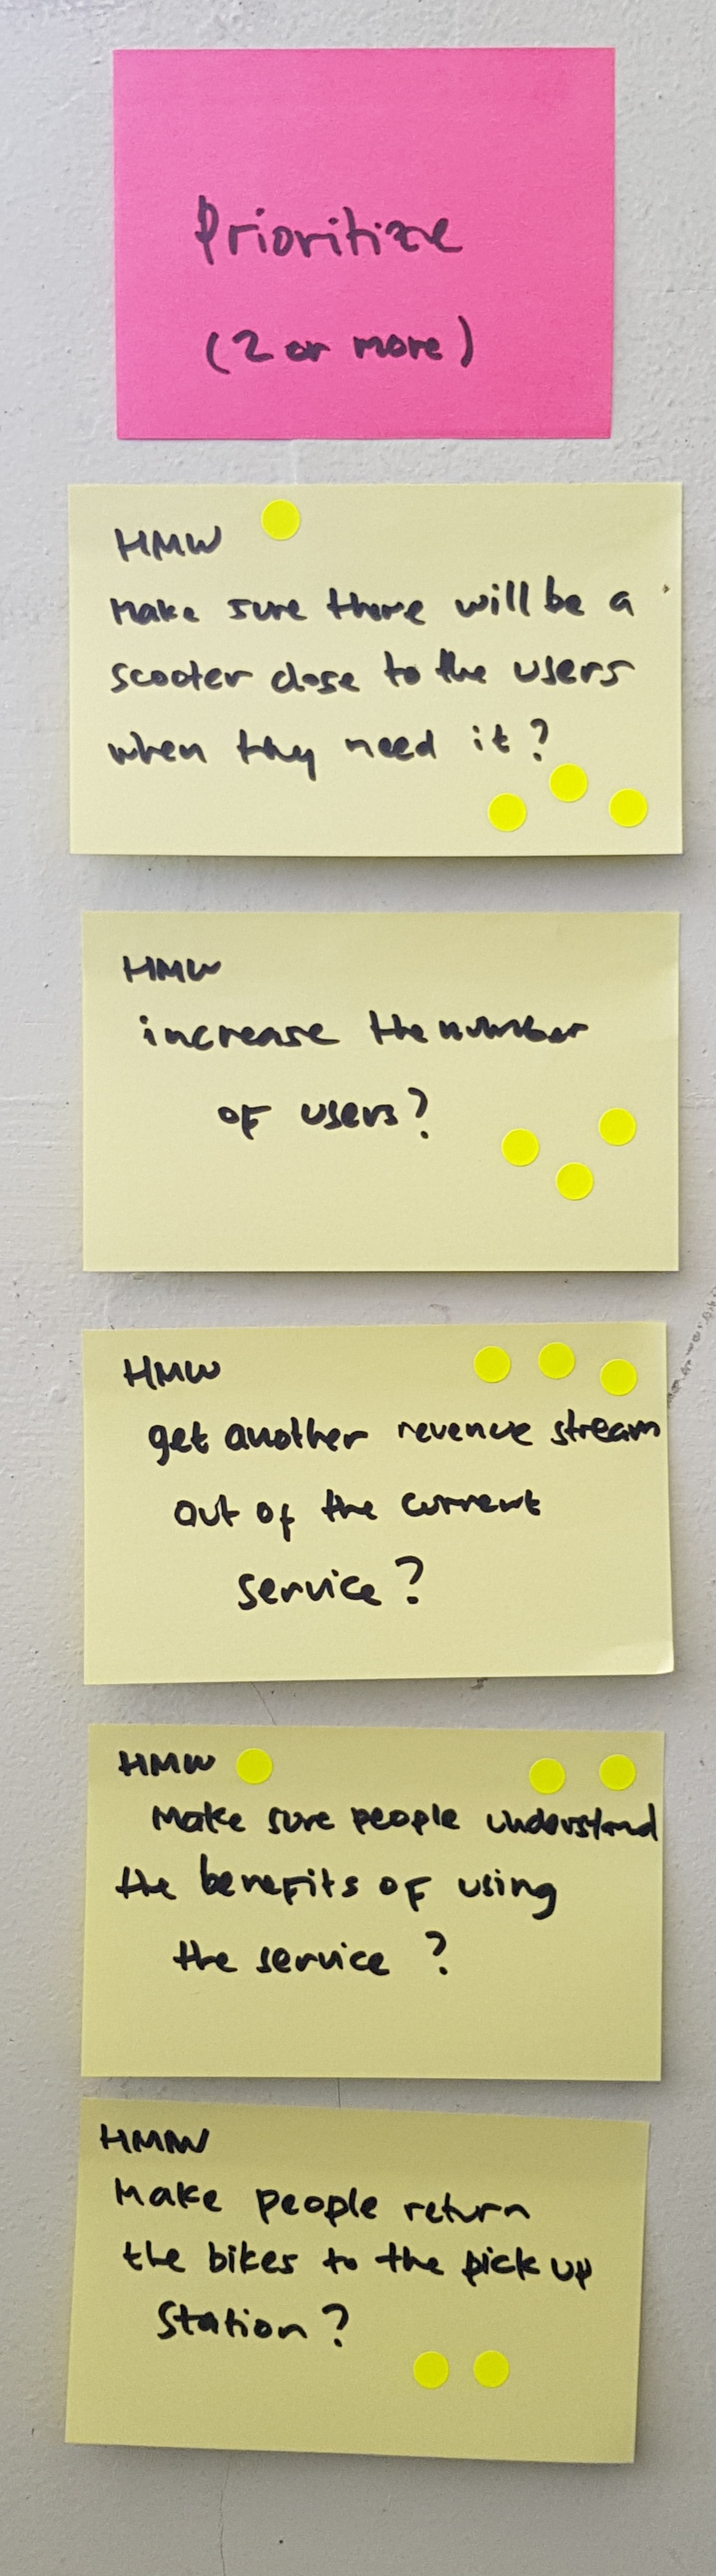 Prioritize
(2 or more)
HMW
Make sure there will be a
scooter close to the users
when they need it?
HMW
increase the number
of users?
HMW
get another revenue stream
out of the current
service?
HMW
Make sure people understand
the benefits of using
the service?
HMW
Make people return
the bikes to the pick up
station?